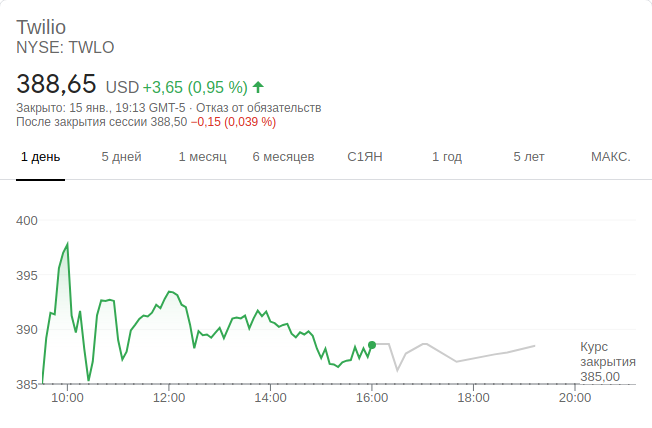 Twilio
NYSE: TWLO
388,65 USD +3,65 (0,95 %)
Закрыто: 15 янв., 19:13 GMT-5 · Отказ от обязательств
После закрытия сессии 388,50 −0,15 (0,039 %)
1 день 5 дней 1 месяц 6 месяцев С1ЯН 1 год 5 лет МАКС.
400
395
390
385
Курс
закрытия
385,00
10:00 12:00 14:00 16:00 18:00 20:00